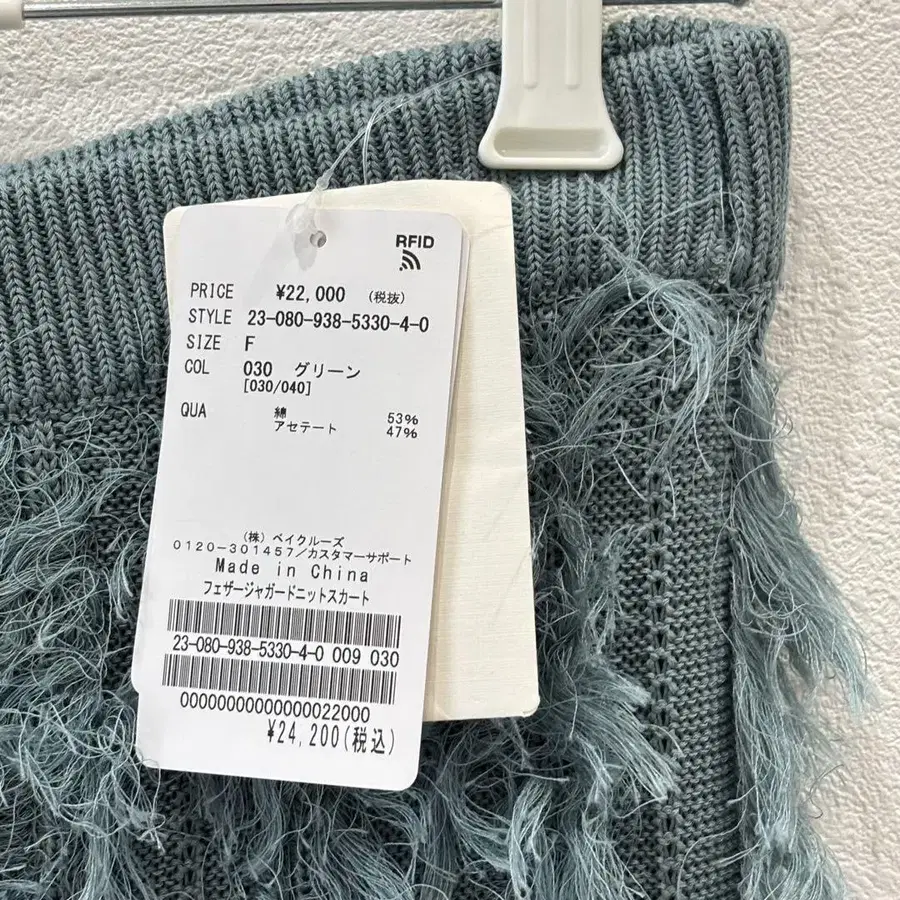 RFID
PRICE ¥22,000 (税抜)
STYLE 23-080-938-5330-4-0
SIZE F
COL 030 グリーン
[030/040]
QUA 綿 53%
アセテート 47%
(株) ベイクルーズ
0120-301457/カスタマーサポート
Made in China
フェザージャガードニットスカート
23-080-938-5330-4-0 009 030
00000000000000022000
¥24,200(税込)